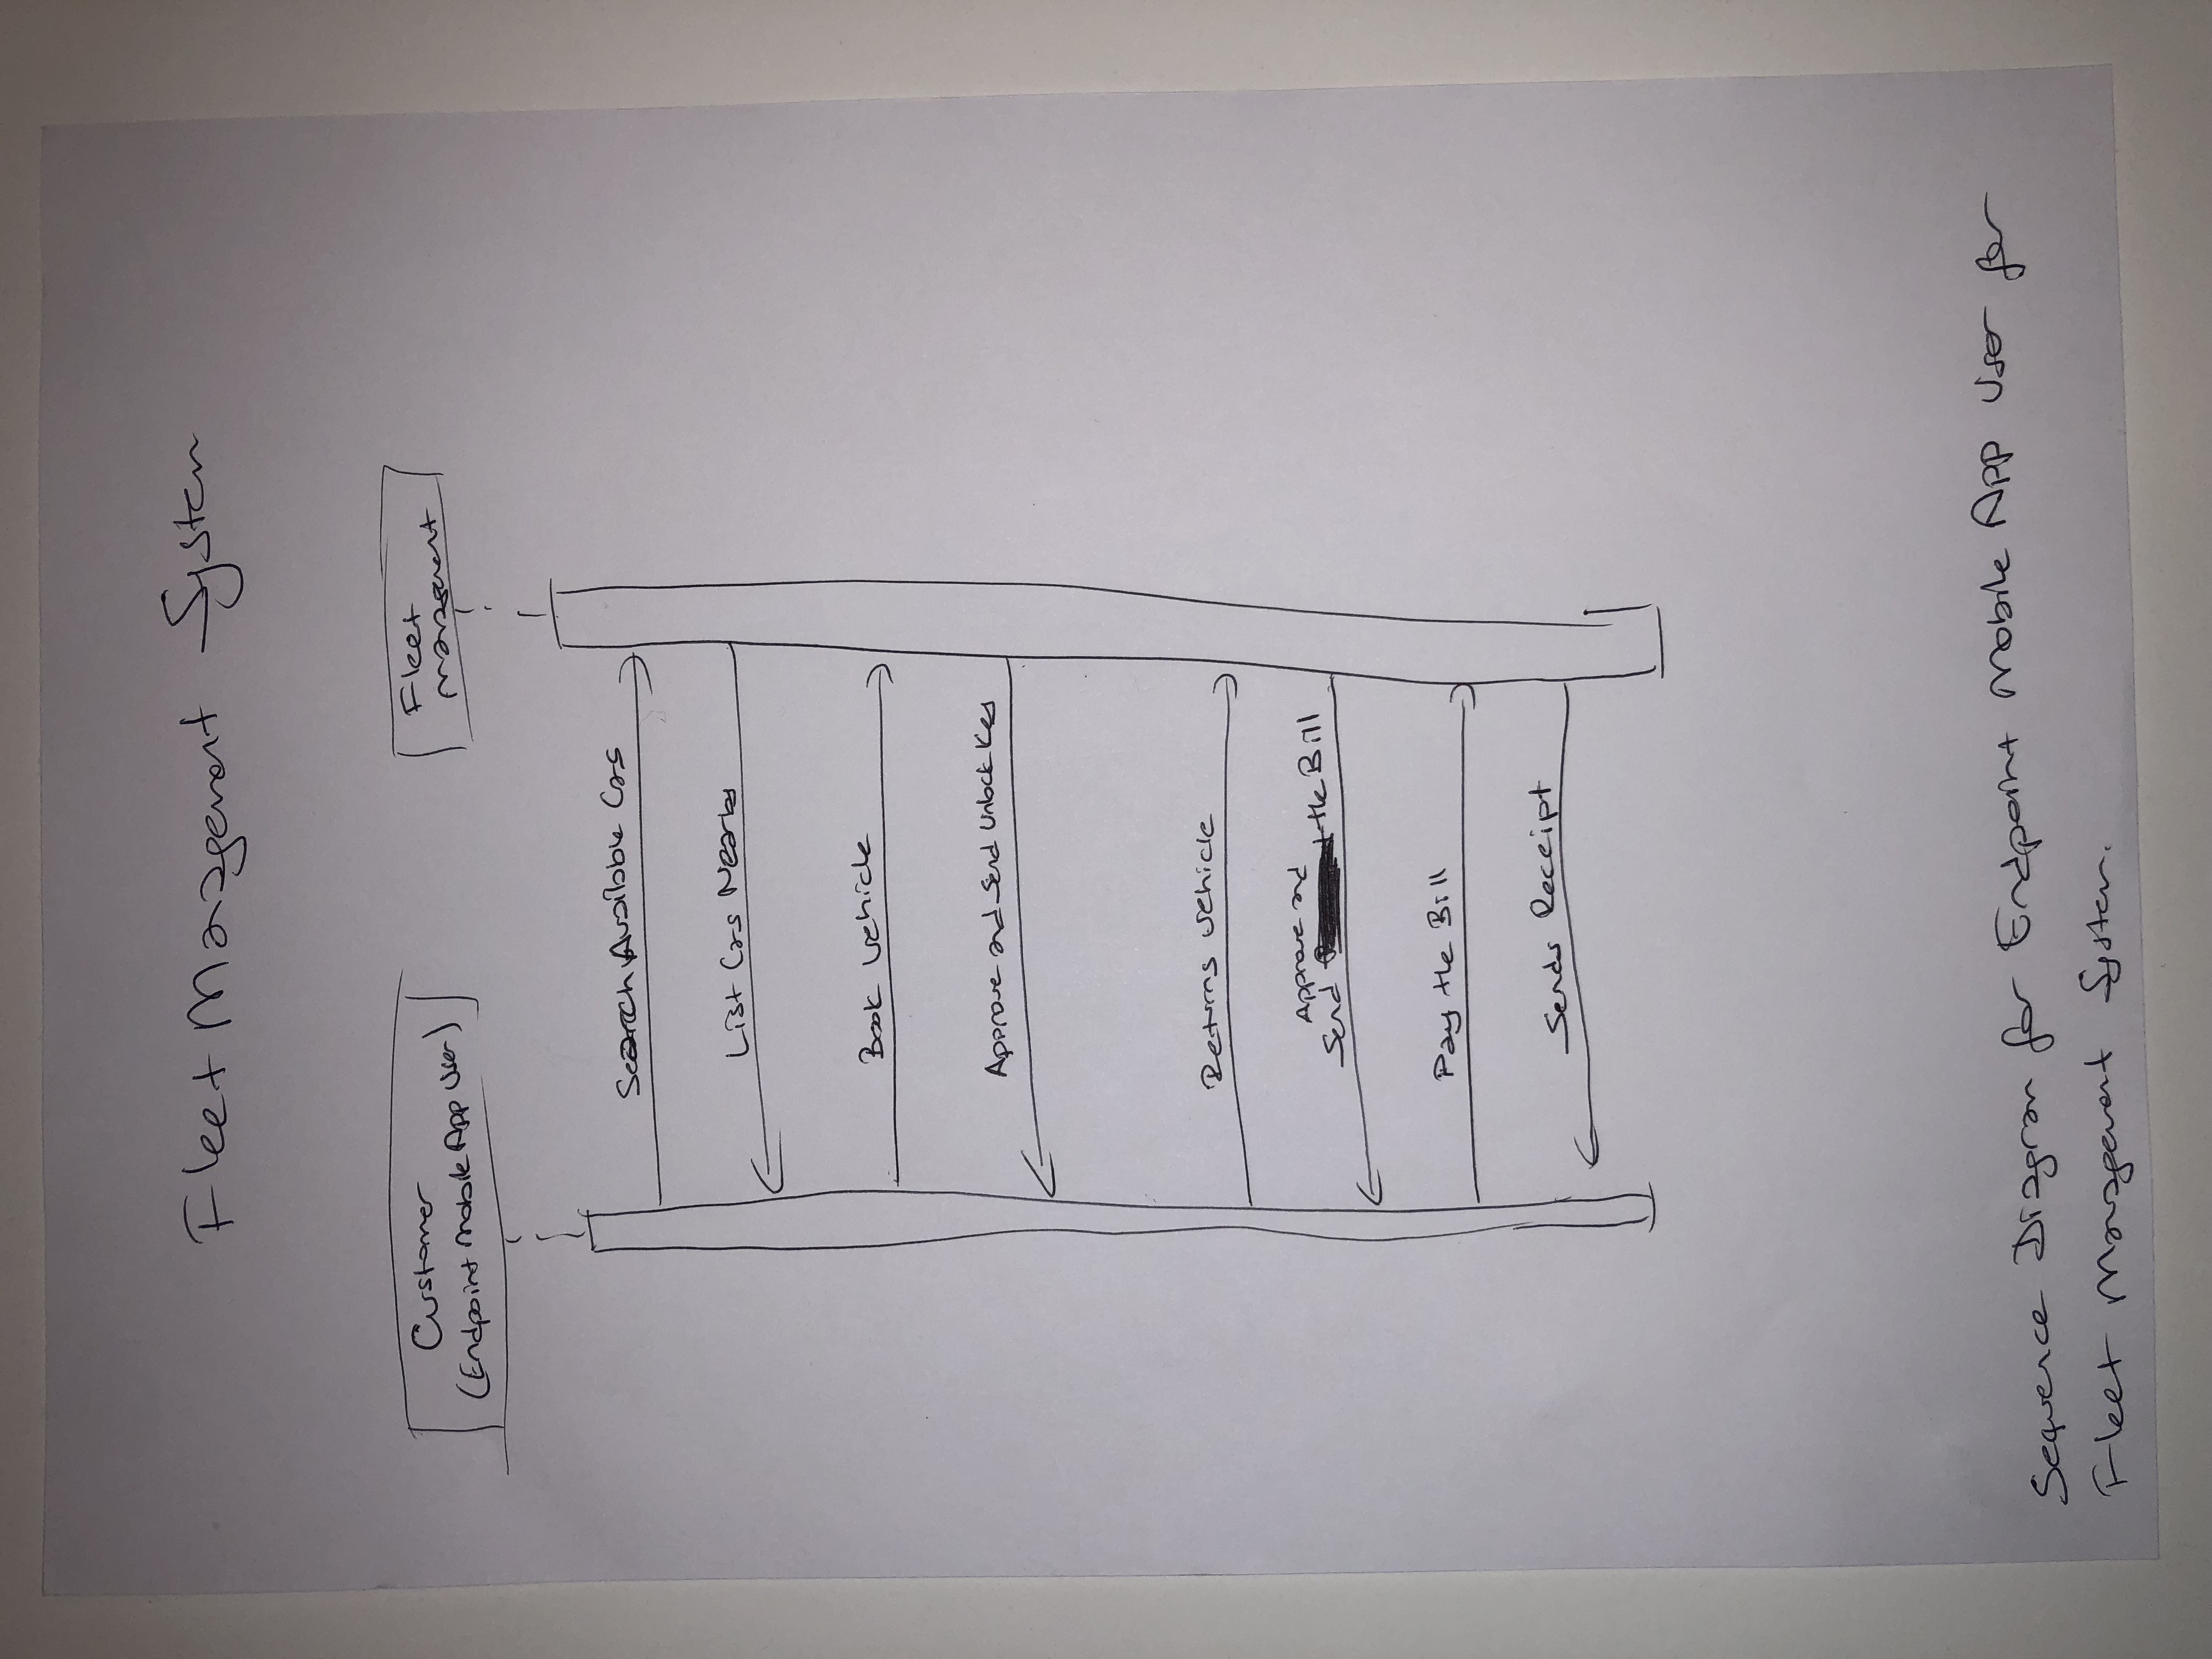 Fleet Management System
Customer
(Endpoint mobile App user)
Fleet
management
Search Available Cars
List Cars Nearby
Book Vehicle
Approve and send unlock key
Returns vehicle
Approve and
Send the Bill
Pay the Bill
Sends Receipt
Sequence Diagram for Endpoint mobile App user for
Fleet Management System.